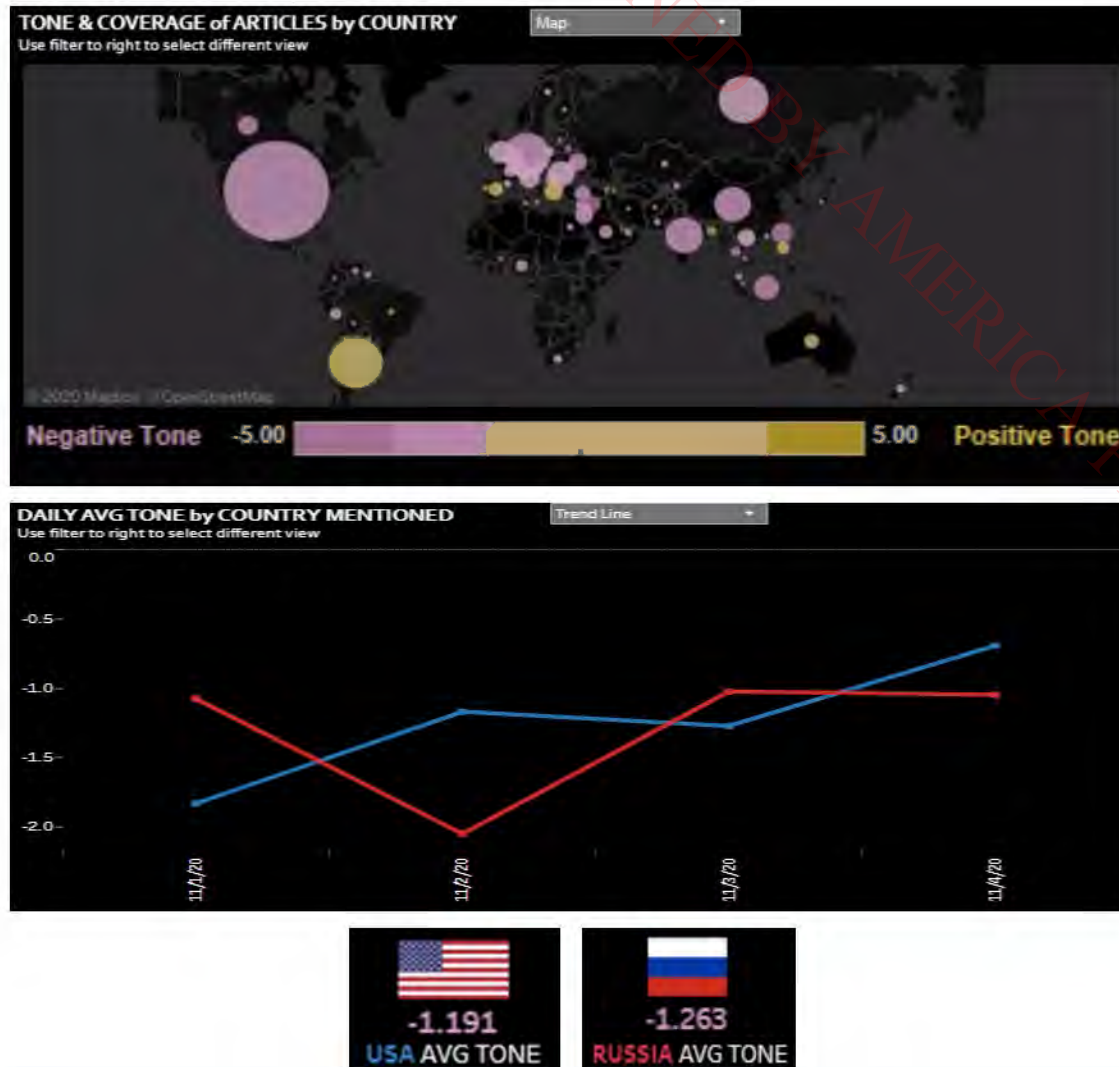 TONE & COVERAGE of ARTICLES by COUNTRY
Map
Use filter to right to select different view
NED BY AMERICA
© 2020 Mapbox © OpenStreetMap
Negative Tone -5.00 5.00 Positive Tone
DAILY AVG TONE by COUNTRY MENTIONED
Trend Line
Use filter to right to select different view
0.0
-0.5
-1.0
-1.5
-2.0
11/1/20
11/2/20
11/3/20
11/4/20
-1.191
USA AVG TONE
-1.263
RUSSIA AVG TONE